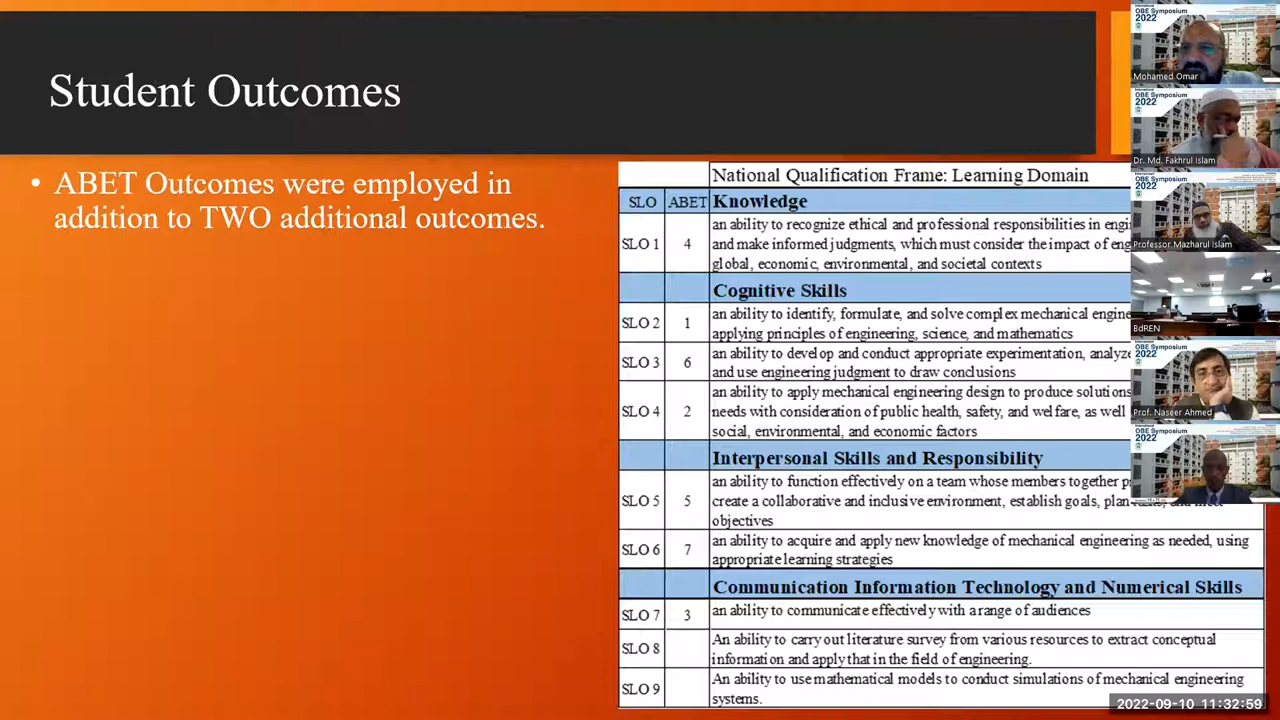 Student Outcomes
• ABET Outcomes were employed in
addition to TWO additional outcomes.
National Qualification Frame: Learning Domain
SLO ABET Knowledge
SLO 1 4 an ability to recognize ethical and professional responsibilities in
and make informed judgments, which must consider the impact of
global, economic, environmental, and societal contexts
Cognitive Skills
SLO 2 1 an ability to identify, formulate, and solve complex mechanical
applying principles of engineering, science, and mathematics
SLO 3 6 an ability to develop and conduct appropriate experimentation, analyze
and use engineering judgment to draw conclusions
SLO 4 2 an ability to apply mechanical engineering design to produce solutions
needs with consideration of public health, safety, and welfare, as well
social, environmental, and economic factors
Interpersonal Skills and Responsibility
SLO 5 5 an ability to function effectively on a team whose members together
create a collaborative and inclusive environment, establish goals, plan
objectives
SLO 6 7 an ability to acquire and apply new knowledge of mechanical engineering as needed, using
appropriate learning strategies
Communication Information Technology and Numerical Skills
SLO 7 3 an ability to communicate effectively with a range of audiences
SLO 8 An ability to carry out literature survey from various resources to extract conceptual
information and apply that in the field of engineering.
SLO 9 An ability to use mathematical models to conduct simulations of mechanical engineering
systems.
International
OBE Symposium
2022
Mohamed Omar
OBE Symposium
2022
Dr. Md. Fakhrul Islam
OBE Symposium
2022
Professor Mazharul Islam
BdREN
OBE Symposium
2022
Prof. Naseer Ahmed
OBE Symposium
2022
2022-09-10 11:32:59